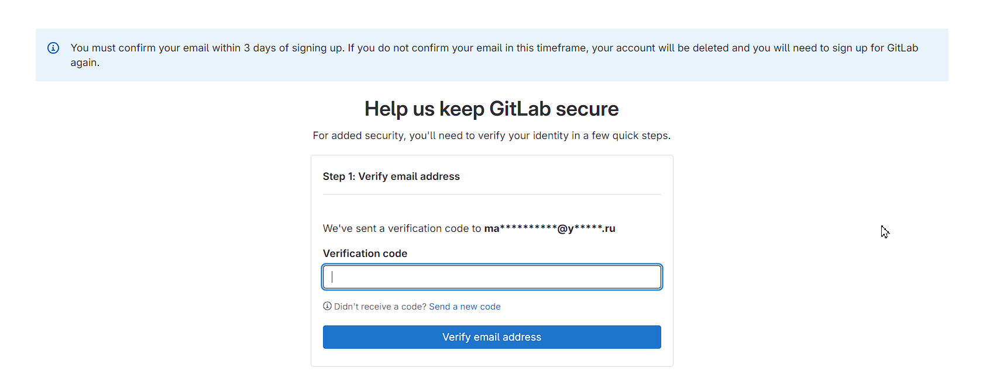 You must confirm your email within 3 days of signing up. If you do not confirm your email in this timeframe, your account will be deleted and you will need to sign up for GitLab
again.
Help us keep GitLab secure
For added security, you'll need to verify your identity in a few quick steps.
Step 1: Verify email address
We've sent a verification code to ma**********@y*****.ru
Verification code
Didn't receive a code? Send a new code
Verify email address